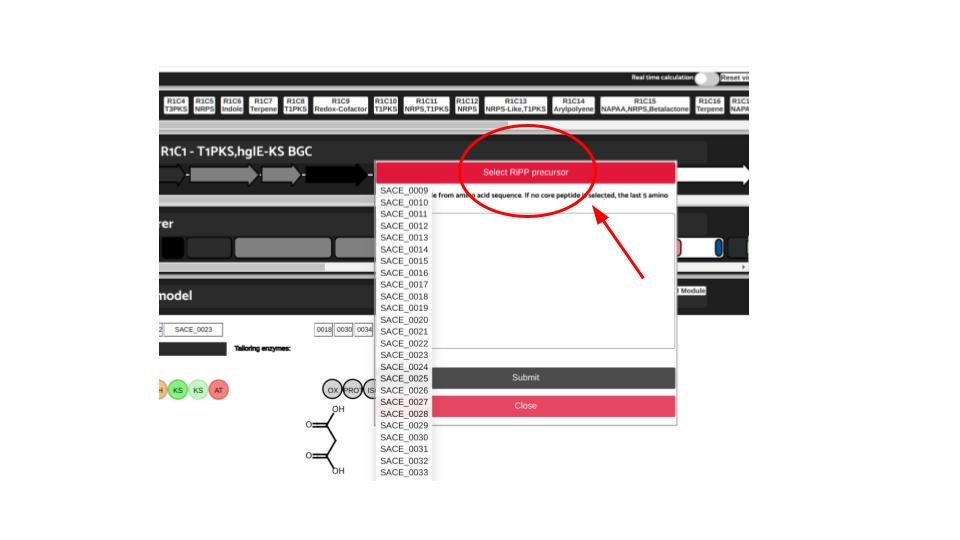 Real time calculation
Reset vi
R1C4
T3PKS
R1C5
NRPS
R1C6
Indole
R1C7
Terpene
R1C8
T1PKS
R1C9
Redox-Cofactor
R1C10
T1PKS
R1C11
NRPS,T1PKS
R1C12
NRPS
R1C13
NRPS-Like,T1PKS
R1C14
Arylpolyene
R1C15
NAPAA,NRPS,Betalactone
R1C16
Terpene
R1C1
NAPA
R1C1 - T1PKS,hglE-KS BGC
Select RiPP precursor
e from amino acid sequence. If no core peptide is selected, the last 5 amino
SACE_0009
SACE_0010
SACE_0011
SACE_0012
SACE_0013
SACE_0014
SACE_0015
SACE_0016
SACE_0017
SACE_0018
SACE_0019
SACE_0020
SACE_0021
SACE_0022
SACE_0023
SACE_0024
SACE_0025
SACE_0026
SACE_0027
SACE_0028
SACE_0029
SACE_0030
SACE_0031
SACE_0032
SACE_0033
rer
model
Module
2 SACE_0023
0018 0030 0034
Tailoring enzymes:
Submit
Close
H KS KS AT
OX PROT IS
OH
O
O
OH